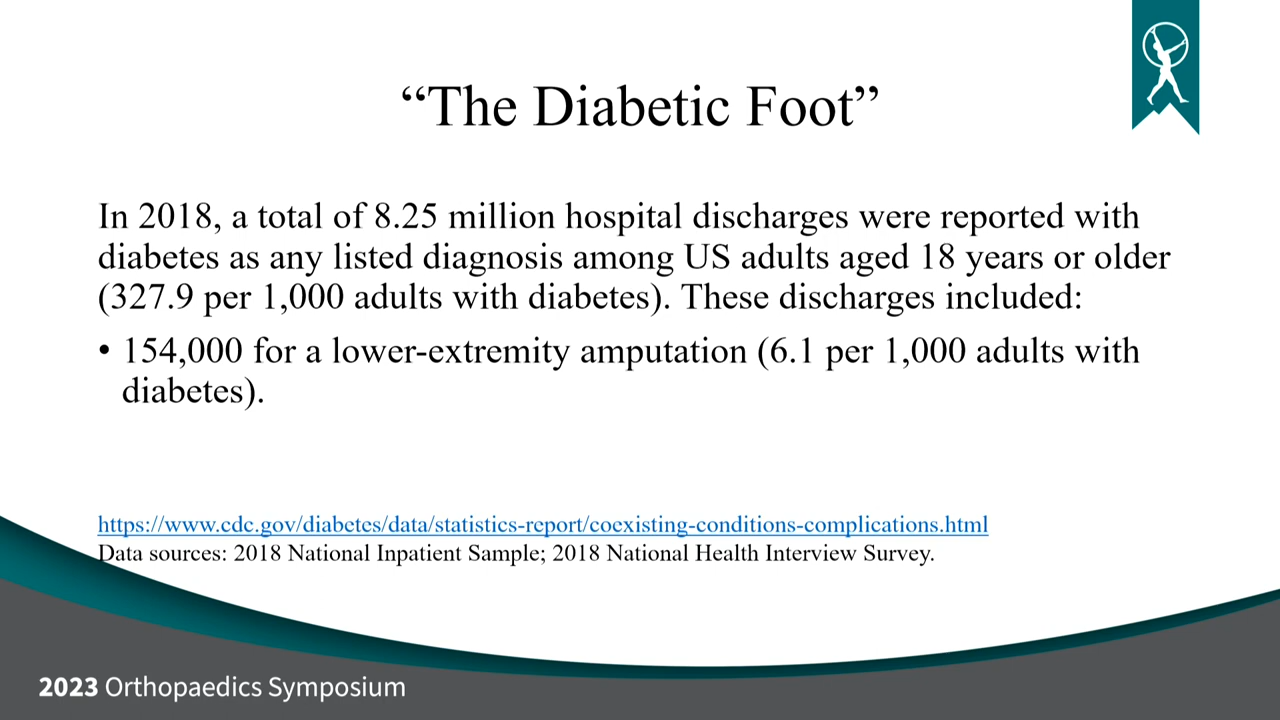 “The Diabetic Foot”
In 2018, a total of 8.25 million hospital discharges were reported with
diabetes as any listed diagnosis among US adults aged 18 years or older
(327.9 per 1,000 adults with diabetes). These discharges included:
• 154,000 for a lower-extremity amputation (6.1 per 1,000 adults with
diabetes).
https://www.cdc.gov/diabetes/data/statistics-report/coexisting-conditions-complications.html
Data sources: 2018 National Inpatient Sample; 2018 National Health Interview Survey.
2023 Orthopaedics Symposium